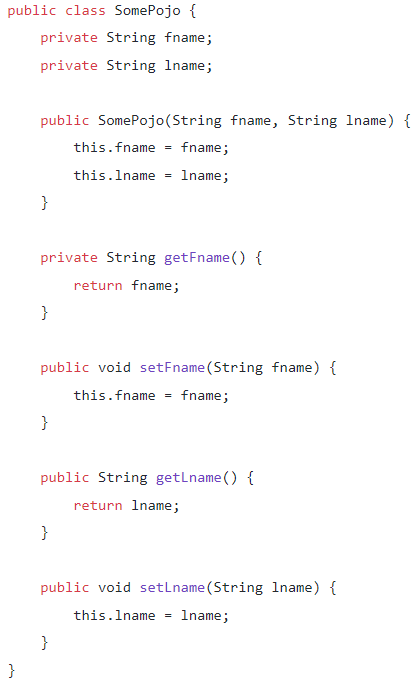 public class SomePojo {
    private String fname;
    private String lname;

    public SomePojo(String fname, String lname) {
        this.fname = fname;
        this.lname = lname;
    }

    private String getFname() {
        return fname;
    }

    public void setFname(String fname) {
        this.fname = fname;
    }

    public String getLname() {
        return lname;
    }

    public void setLname(String lname) {
        this.lname = lname;
    }
}